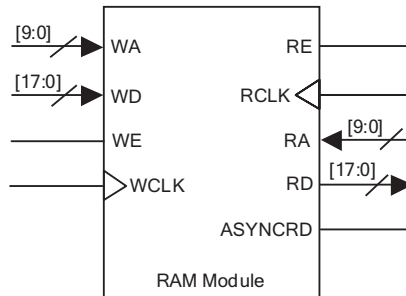 [9:0]
WA
RE
[17:0]
WD
RCLK
[9:0]
WE
RA
[17:0]
WCLK
RD
ASYNCRD
RAM Module